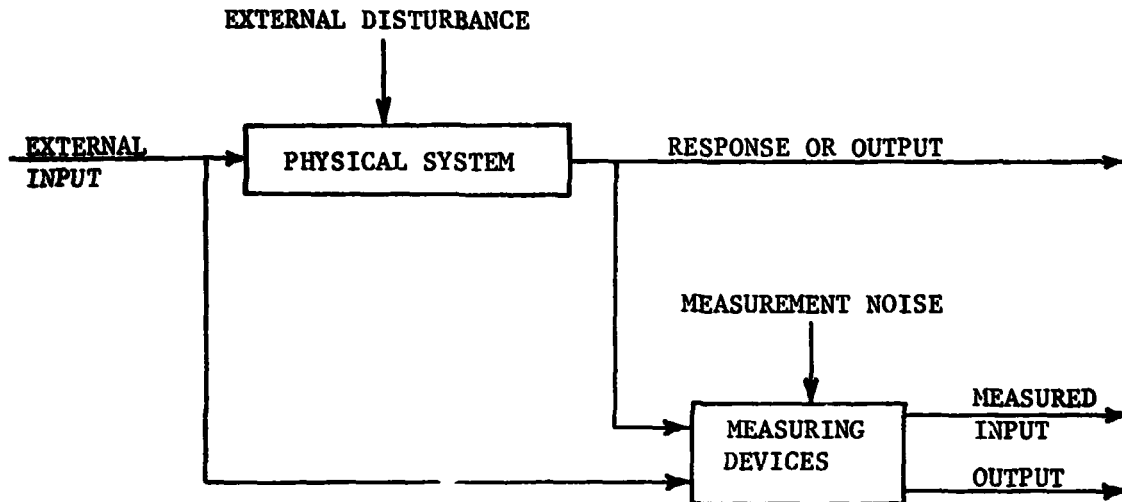 EXTERNAL DISTURBANCE
EXTERNAL
INPUT
PHYSICAL SYSTEM
RESPONSE OR OUTPUT
MEASUREMENT NOISE
MEASURING
DEVICES
MEASURED
INPUT
OUTPUT